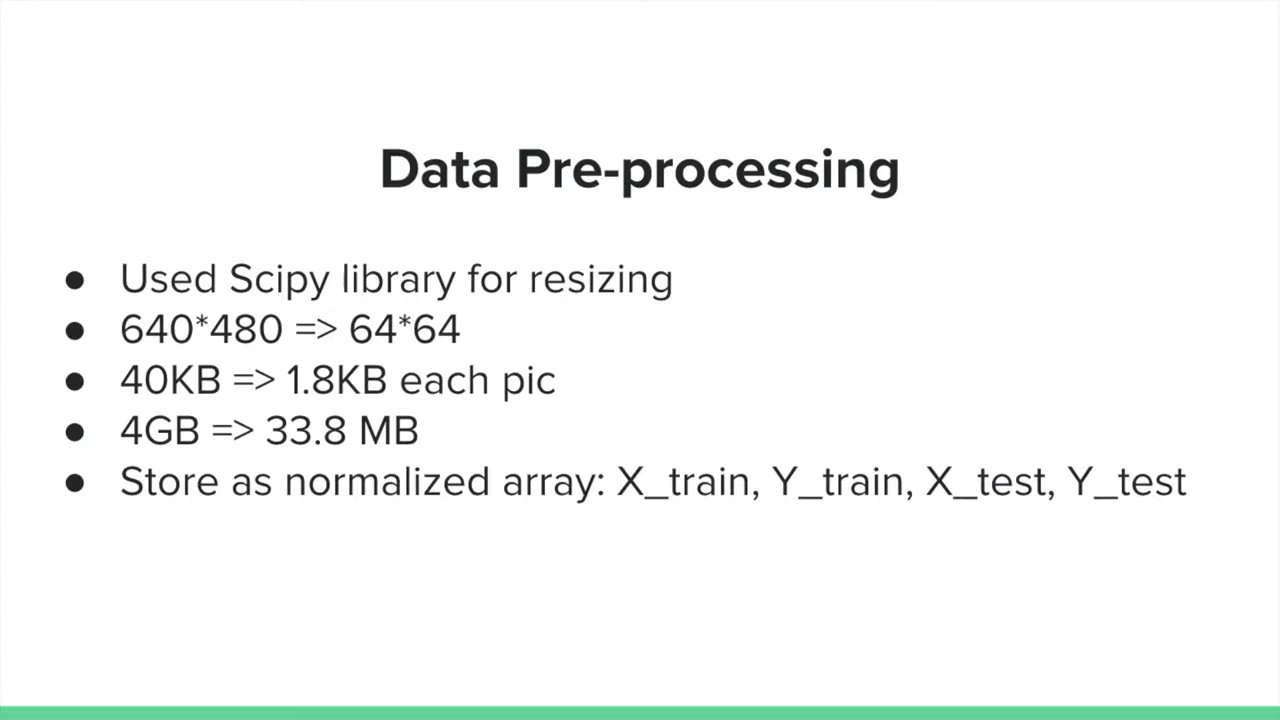 Data Pre-processing
● Used Scipy library for resizing
● 640*480 => 64*64
● 40KB => 1.8KB each pic
● 4GB => 33.8 MB
● Store as normalized array: X_train, Y_train, X_test, Y_test